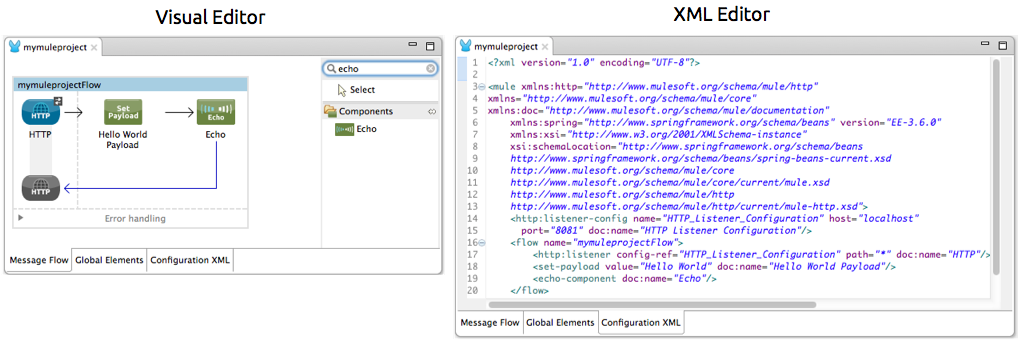 Visual Editor
mymuleproject
mymuleprojectFlow
HTTP
HTTP
Set
Payload
Hello World
Payload
Echo
Echo
HTTP
Error handling
echo
Select
Components
Echo
Message Flow
Global Elements
Configuration XML
XML Editor
mymuleproject
1 <?xml version="1.0" encoding="UTF-8"?>
2
3 <mule xmlns:http="http://www.mulesoft.org/schema/mule/http"
4 xmlns="http://www.mulesoft.org/schema/mule/core"
5 xmlns:doc="http://www.mulesoft.org/schema/mule/documentation"
6 xmlns:spring="http://www.springframework.org/schema/beans" version="EE-3.6.0"
7 xmlns:xsi="http://www.w3.org/2001/XMLSchema-instance"
8 xsi:schemaLocation="http://www.springframework.org/schema/beans
9 http://www.springframework.org/schema/beans/spring-beans-current.xsd
10 http://www.mulesoft.org/schema/mule/core
11 http://www.mulesoft.org/schema/mule/core/current/mule.xsd
12 http://www.mulesoft.org/schema/mule/http
13 http://www.mulesoft.org/schema/mule/http/current/mule-http.xsd">
14 <http:listener-config name="HTTP_Listener_Configuration" host="localhost"
15 port="8081" doc:name="HTTP Listener Configuration"/>
16 <flow name="mymuleprojectFlow">
17 <http:listener config-ref="HTTP_Listener_Configuration" path="*" doc:name="HTTP"/>
18 <set-payload value="Hello World" doc:name="Hello World Payload"/>
19 <echo-component doc:name="Echo"/>
20 </flow>
Message Flow
Global Elements
Configuration XML